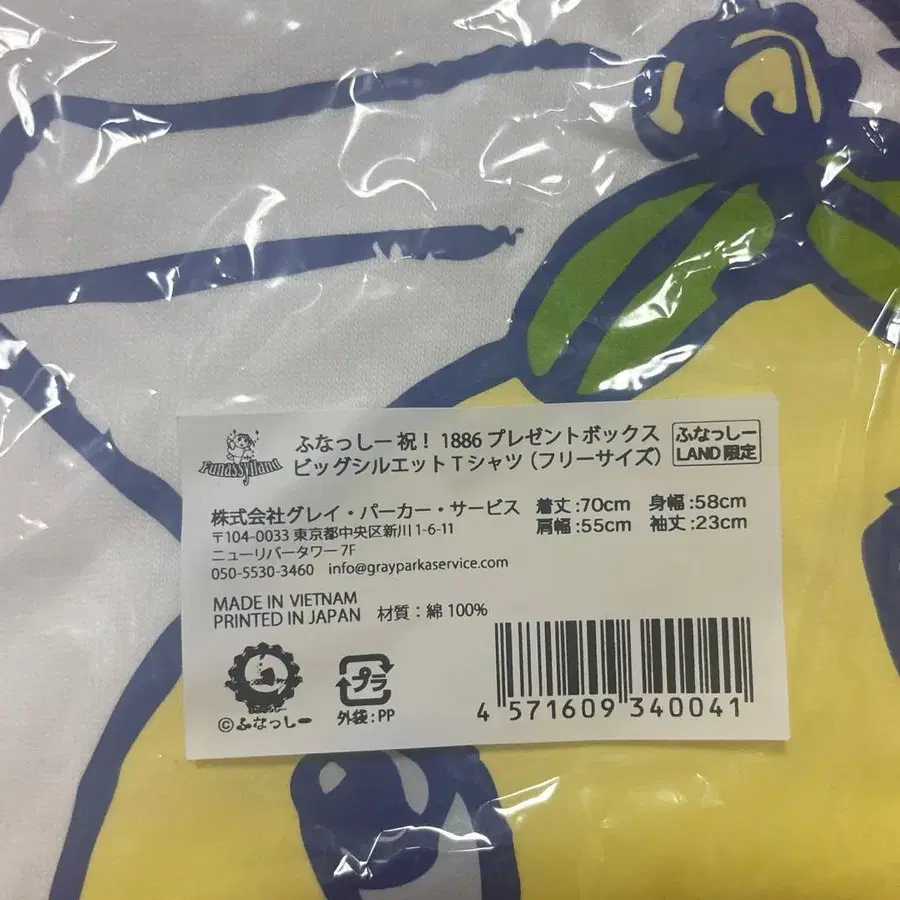 Funassyland
ふなっしー 祝！ 1886 プレゼントボックス
ビッグシルエットTシャツ（フリーサイズ）
ふなっしー
LAND 限定
株式会社グレイ・パーカー・サービス
〒104-0033 東京都中央区新川 1-6-11
ニューリバータワー 7F
050-5530-3460 info@grayparkaservice.com
着丈:70cm 身幅:58cm
肩幅:55cm 袖丈:23cm
MADE IN VIETNAM
PRINTED IN JAPAN 材質：綿 100%
©ふなっしー
プラ
外袋:PP
4 571609 340041